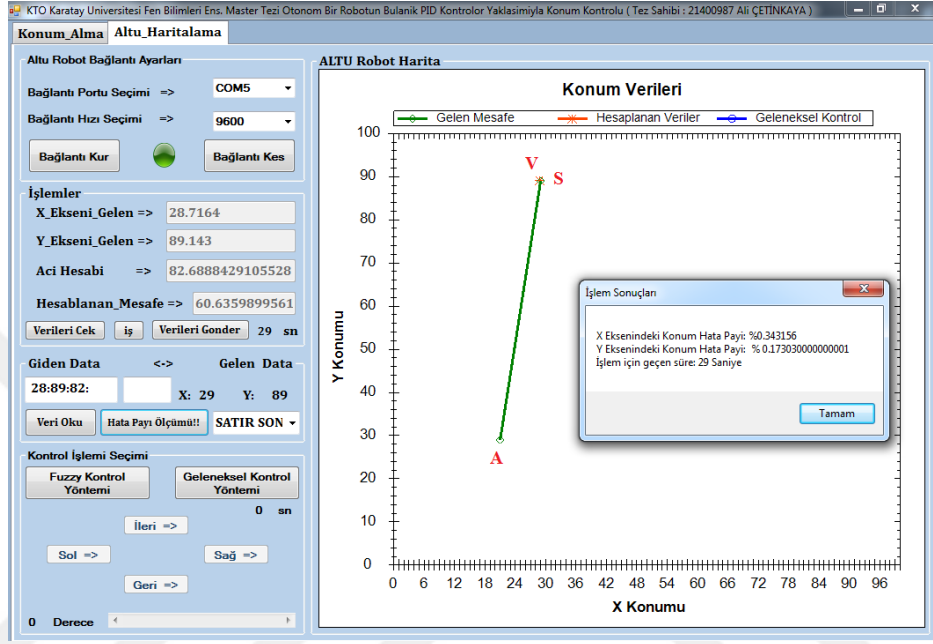 KTO Karatay Universitesi Fen Bilimleri Ens. Master Tezi Otonom Bir Robotun Bulanik PID Kontrolor Yaklasimiyla Konum Kontrolu ( Tez Sahibi : 21400987 Ali ÇETİNKAYA )
Konum_Alma Altu_Haritalama
Altu Robot Bağlantı Ayarları
Bağlantı Portu Seçimi => COM5
Bağlantı Hızı Seçimi => 9600
Bağlantı Kur Bağlantı Kes
İşlemler
X_Ekseni_Gelen => 28.7164
Y_Ekseni_Gelen => 89.143
Aci Hesabi => 82.6888429105528
Hesablanan_Mesafe => 60.6359899561
Verileri Cek iş Verileri Gonder 29 sn
Giden Data <-> Gelen Data
28:89:82: X: 29 Y: 89
Veri Oku Hata Payı Ölçümü!! SATIR SON
Kontrol İşlemi Seçimi
Fuzzy Kontrol Yöntemi Geleneksel Kontrol Yöntemi
0 sn
İleri =>
Sol => Sağ =>
Geri =>
0 Derece
ALTU Robot Harita
Konum Verileri
Gelen Mesafe Hesaplanan Veriler Geleneksel Kontrol
100
90
80
70
60
50
40
30
20
10
0
Y Konumu
V S
A
0 6 12 18 24 30 36 42 48 54 60 66 72 78 84 90 96
X Konumu
İşlem Sonuçları
X Eksenindeki Konum Hata Payi: %0.343156
Y Eksenindeki Konum Hata Payi: % 0.173030000000001
İşlem için geçen süre: 29 Saniye
Tamam